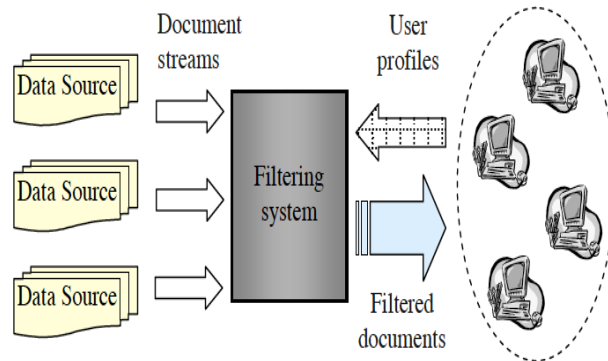 Document
streams
User
profiles
Data Source
Data Source
Data Source
Filtering
system
Filtered
documents